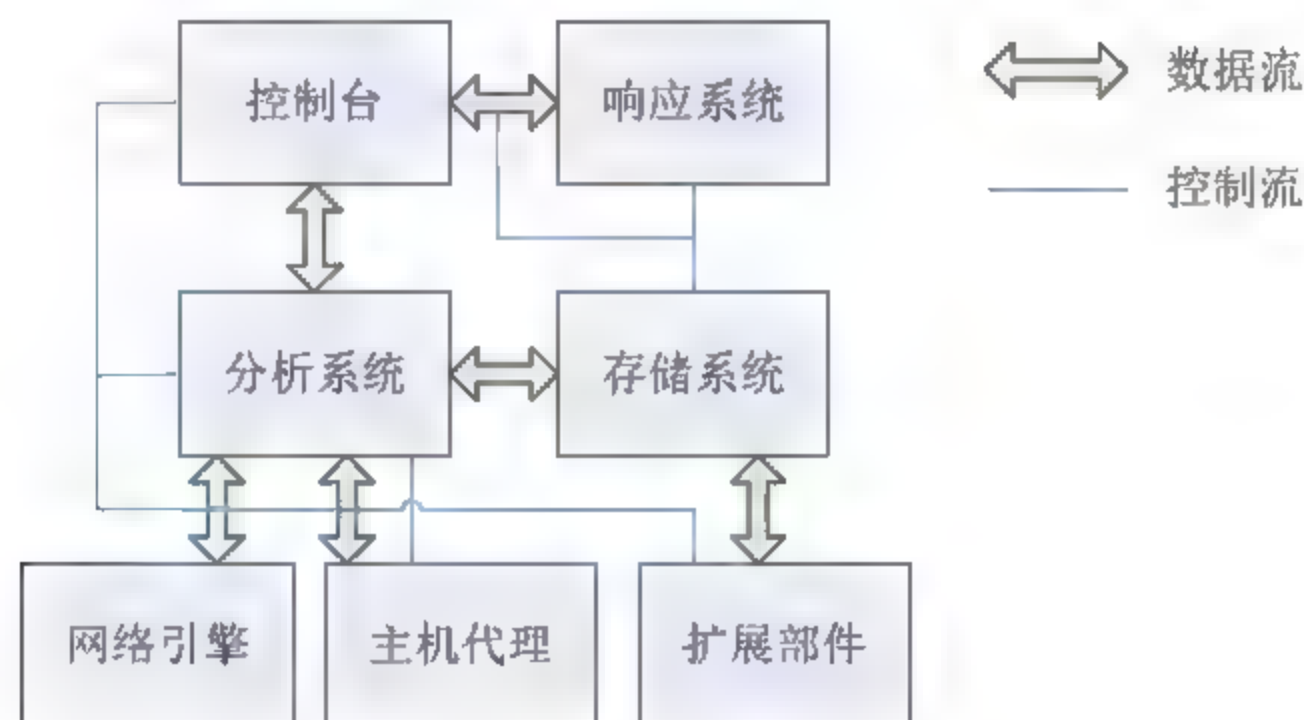 控制台
响应系统
数据流
控制流
分析系统
存储系统
网络引擎
主机代理
扩展部件